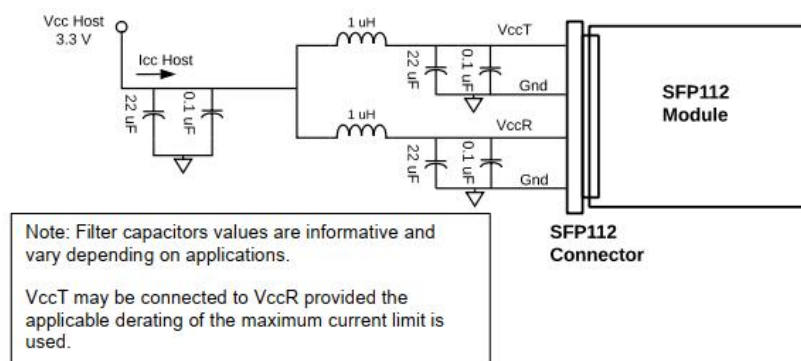 Vcc Host
3.3 V
Icc Host
22 uF
0.1 uF
1 uH
VccT
22 uF
0.1 uF
Gnd
1 uH
VccR
22 uF
0.1 uF
Gnd
SFP112
Module
SFP112
Connector
Note: Filter capacitors values are informative and
vary depending on applications.
VccT may be connected to VccR provided the
applicable derating of the maximum current limit is
used.